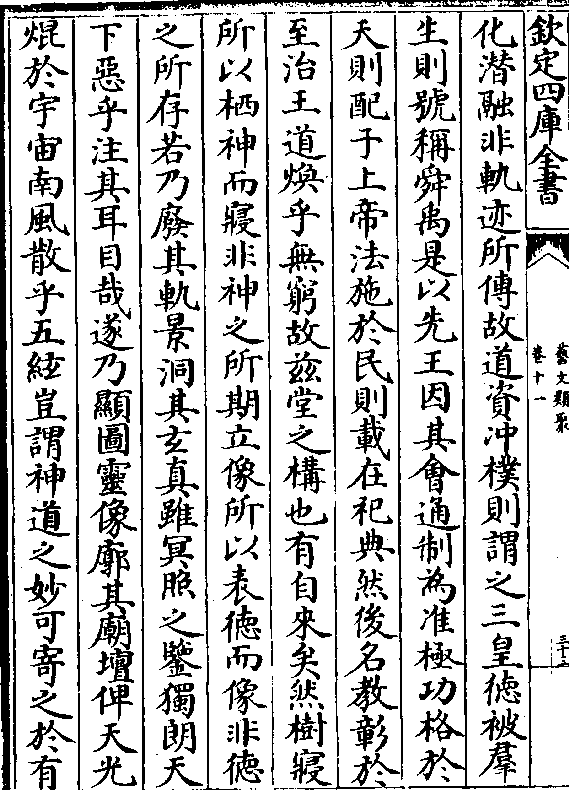 欽定四庫全書
藝文類聚
卷十一
化潛融非軌迹所傳故道資沖樸則謂之三皇德被羣
生則號稱舜禹是以先王因其會通制為准極功格於
天則配于上帝法施於民則載在祀典然後名教彰於
至治王道煥乎無窮故茲堂之構也有自來矣然樹寢
所以栖神而寢非神之所期立像所以表德而像非德
之所存若乃廢其軌景洞其玄真雖冥照之鑒獨朗天
下惡乎注其耳目哉遂乃顯圖靈像廓其廟壇俾天光
焜於宇宙南風散乎五絃豈謂神道之妙可寄之於有